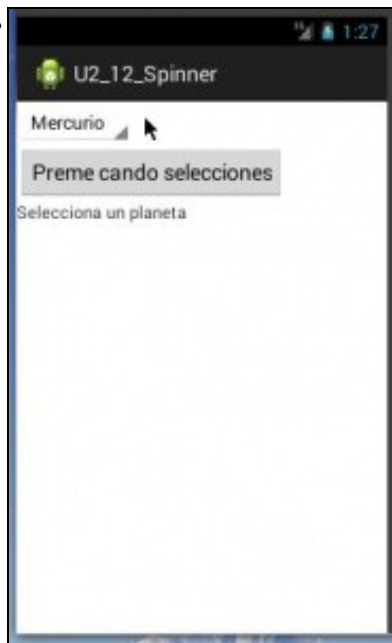 1:27
U2_12_Spinner
Mercurio
Preme cando selecciones
Selecciona un planeta